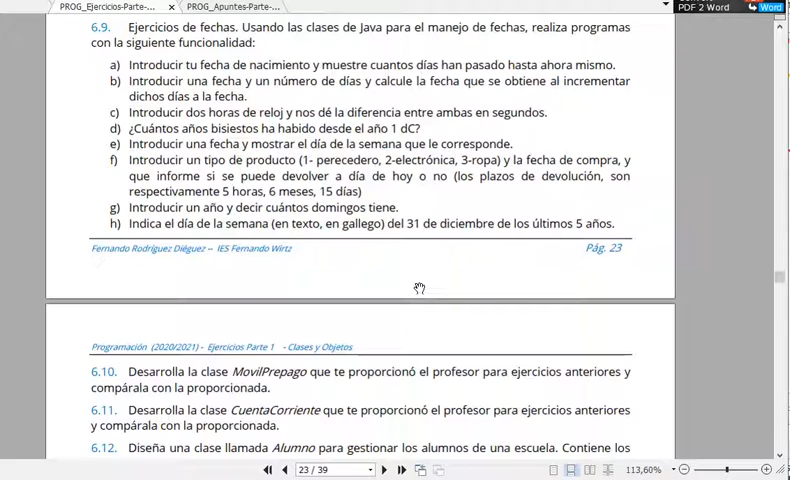 PROG_Ejercicios-Parte-...
PROG_Apuntes-Parte-...
PDF 2 Word
Word
6.9. Ejercicios de fechas. Usando las clases de Java para el manejo de fechas, realiza programas
con la siguiente funcionalidad:
a) Introducir tu fecha de nacimiento y muestre cuantos días han pasado hasta ahora mismo.
b) Introducir una fecha y un número de días y calcule la fecha que se obtiene al incrementar
dichos días a la fecha.
c) Introducir dos horas de reloj y nos dé la diferencia entre ambas en segundos.
d) ¿Cuántos años bisiestos ha habido desde el año 1 dC?
e) Introducir una fecha y mostrar el día de la semana que le corresponde.
f) Introducir un tipo de producto (1- perecedero, 2-electrónica, 3-ropa) y la fecha de compra, y
que informe si se puede devolver a día de hoy o no (los plazos de devolución, son
respectivamente 5 horas, 6 meses, 15 días)
g) Introducir un año y decir cuántos domingos tiene.
h) Indica el día de la semana (en texto, en gallego) del 31 de diciembre de los últimos 5 años.
Fernando Rodríguez Diéguez -- IES Fernando Wirtz Pág. 23
Programación (2020/2021) - Ejercicios Parte 1 - Clases y Objetos
6.10. Desarrolla la clase MovilPrepago que te proporcionó el profesor para ejercicios anteriores y
compárala con la proporcionada.
6.11. Desarrolla la clase CuentaCorriente que te proporcionó el profesor para ejercicios anteriores
y compárala con la proporcionada.
6.12. Diseña una clase llamada Alumno para gestionar los alumnos de una escuela. Contiene los
23 / 39
113,60%